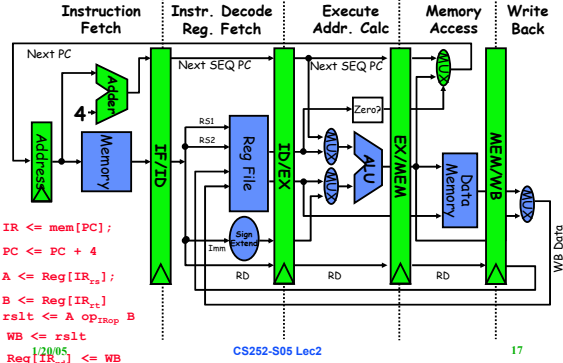 Instruction Fetch
Instr. Decode Reg. Fetch
Execute Addr. Calc
Memory Access
Write Back
Next PC
Next SEQ PC
Next SEQ PC
MUX
Adder
4
Zero?
RS1
RS2
Address
Memory
IF/ID
Reg File
ID/EX
MUX
MUX
ALU
EX/MEM
Data Memory
MEM/WB
MUX
WB Data
Sign Extend
Imm
RD
RD
RD
IR <= mem[PC];
PC <= PC + 4
A <= Reg[IRrs];
B <= Reg[IRrt]
rslt <= A opIRop B
WB <= rslt
Reg[IRrd] <= WB
1/20/05
CS252-S05 Lec2
17